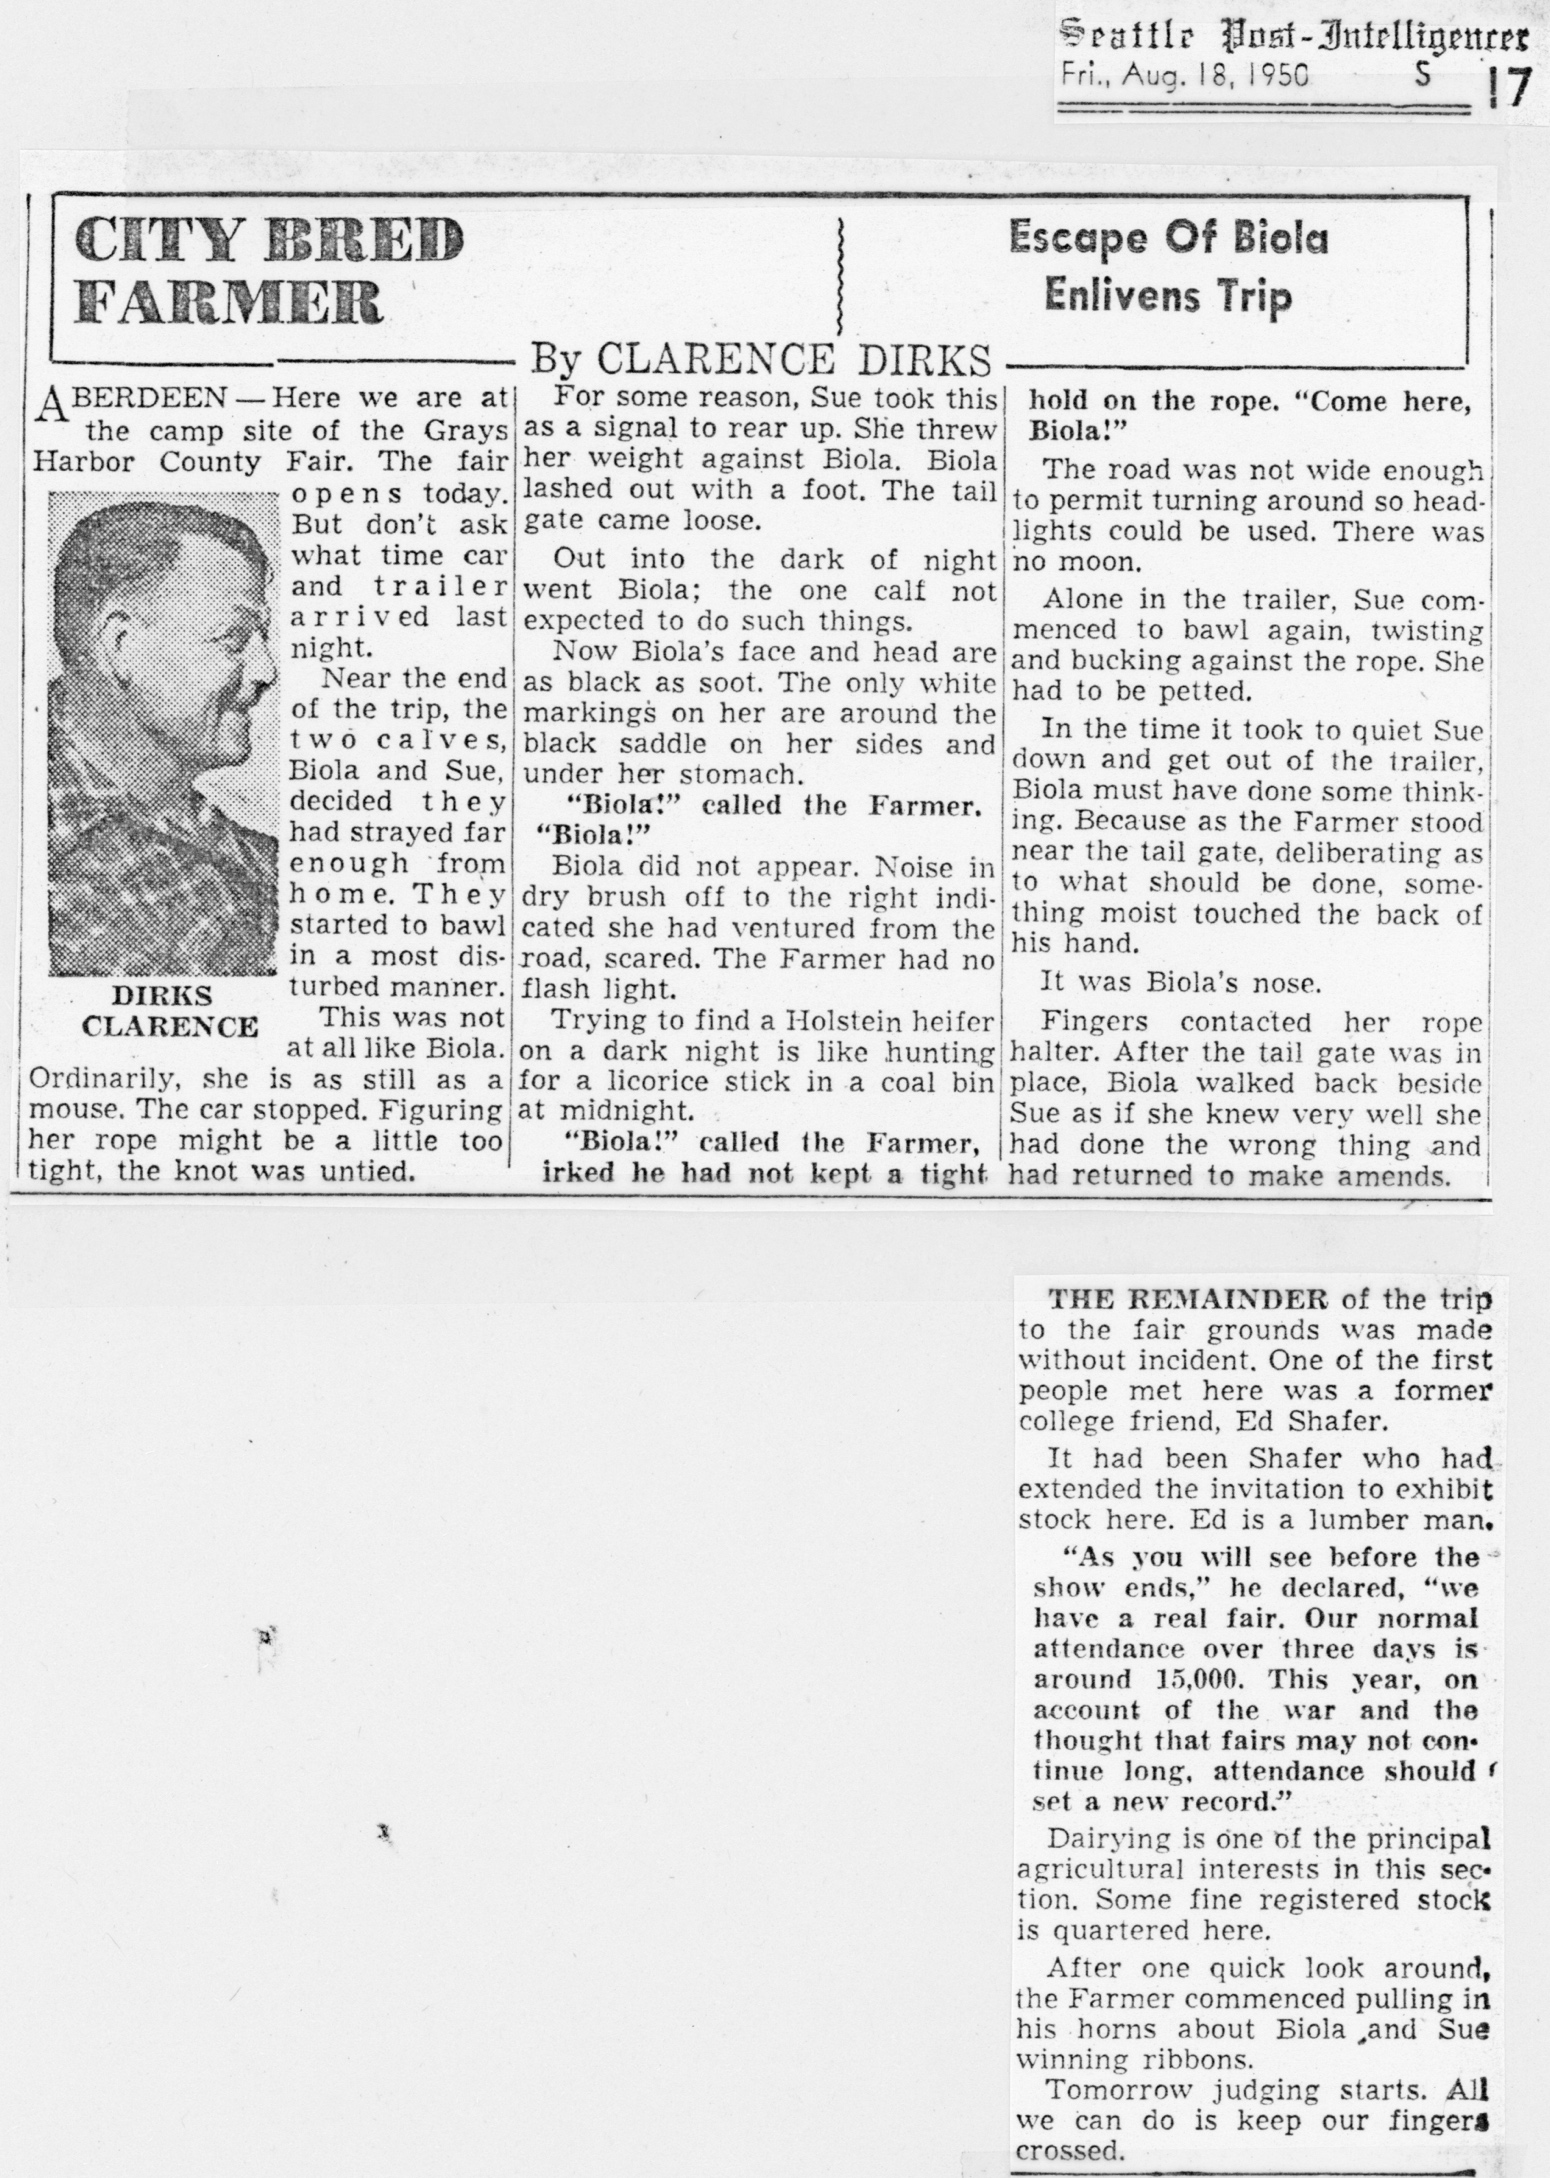 Seattle Post-Intelligencer
Fri., Aug. 18, 1950 S 17
CITY BRED
FARMER
Escape Of Biola
Enlivens Trip
By CLARENCE DIRKS
ABERDEEN — Here we are at
the camp site of the Grays
Harbor County Fair. The fair
opens today.
But don't ask
what time car
and trailer
arrived last
night.
Near the end
of the trip, the
two calves,
Biola and Sue,
decided they
had strayed far
enough from
home. They
started to bawl
in a most dis-
turbed manner.
This was not
at all like Biola.
DIRKS
CLARENCE
Ordinarily, she is as still as a
mouse. The car stopped. Figuring
her rope might be a little too
tight, the knot was untied.
For some reason, Sue took this
as a signal to rear up. She threw
her weight against Biola. Biola
lashed out with a foot. The tail
gate came loose.
Out into the dark of night
went Biola; the one calf not
expected to do such things.
Now Biola's face and head are
as black as soot. The only white
markings on her are around the
black saddle on her sides and
under her stomach.
"Biola!" called the Farmer.
"Biola!"
Biola did not appear. Noise in
dry brush off to the right indi-
cated she had ventured from the
road, scared. The Farmer had no
flash light.
Trying to find a Holstein heifer
on a dark night is like hunting
for a licorice stick in a coal bin
at midnight.
"Biola!" called the Farmer,
irked he had not kept a tight
hold on the rope. "Come here,
Biola!"
The road was not wide enough
to permit turning around so head-
lights could be used. There was
no moon.
Alone in the trailer, Sue com-
menced to bawl again, twisting
and bucking against the rope. She
had to be petted.
In the time it took to quiet Sue
down and get out of the trailer,
Biola must have done some think-
ing. Because as the Farmer stood
near the tail gate, deliberating as
to what should be done, some-
thing moist touched the back of
his hand.
It was Biola's nose.
Fingers contacted her rope
halter. After the tail gate was in
place, Biola walked back beside
Sue as if she knew very well she
had done the wrong thing and
had returned to make amends.
THE REMAINDER of the trip
to the fair grounds was made
without incident. One of the first
people met here was a former
college friend, Ed Shafer.
It had been Shafer who had
extended the invitation to exhibit
stock here. Ed is a lumber man.
"As you will see before the
show ends," he declared, "we
have a real fair. Our normal
attendance over three days is
around 15,000. This year, on
account of the war and the
thought that fairs may not con-
tinue long, attendance should
set a new record."
Dairying is one of the principal
agricultural interests in this sec-
tion. Some fine registered stock
is quartered here.
After one quick look around,
the Farmer commenced pulling in
his horns about Biola and Sue
winning ribbons.
Tomorrow judging starts. All
we can do is keep our fingers
crossed.